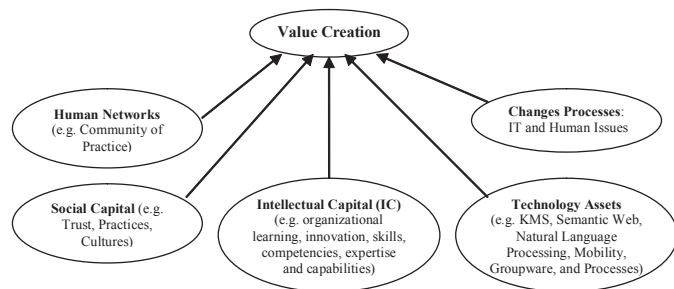 Value Creation
Human Networks
(e.g. Community of
Practice)
Changes Processes:
IT and Human Issues
Social Capital (e.g.
Trust, Practices,
Cultures)
Intellectual Capital (IC)
(e.g. organizational
learning, innovation, skills,
competencies, expertise
and capabilities)
Technology Assets
(e.g. KMS, Semantic Web,
Natural Language
Processing, Mobility,
Groupware, and Processes)